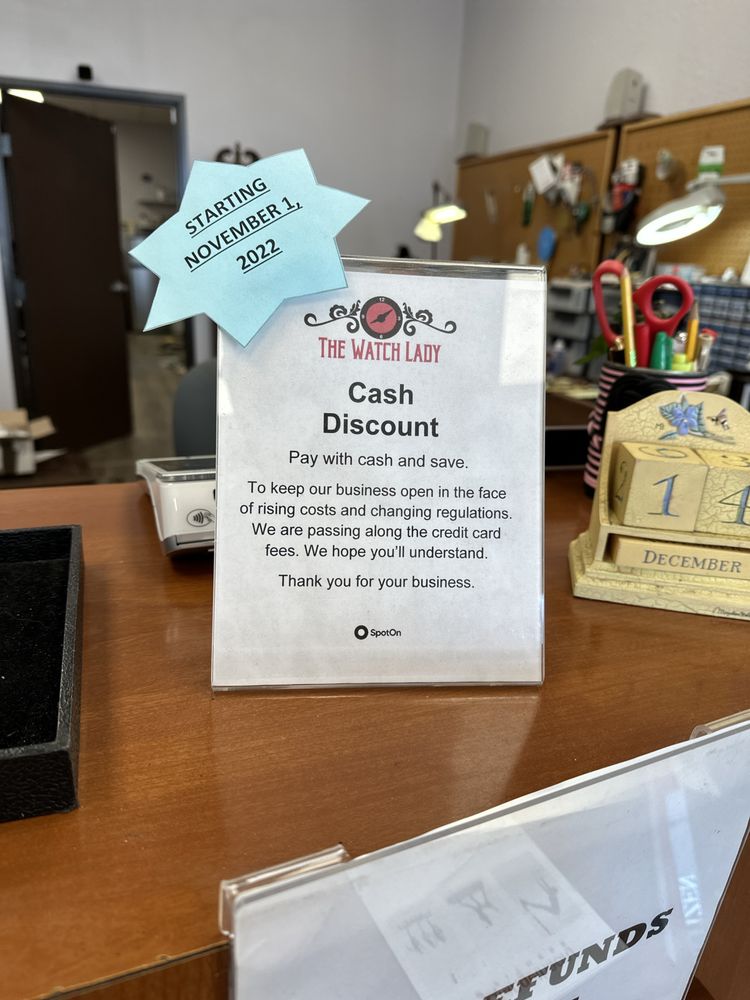 STARTING
NOVEMBER 1,
2022
THE WATCH LADY
Cash
Discount
Pay with cash and save.
To keep our business open in the face
of rising costs and changing regulations.
We are passing along the credit card
fees. We hope you'll understand.
Thank you for your business.
SpotOn
1 4
DECEMBER